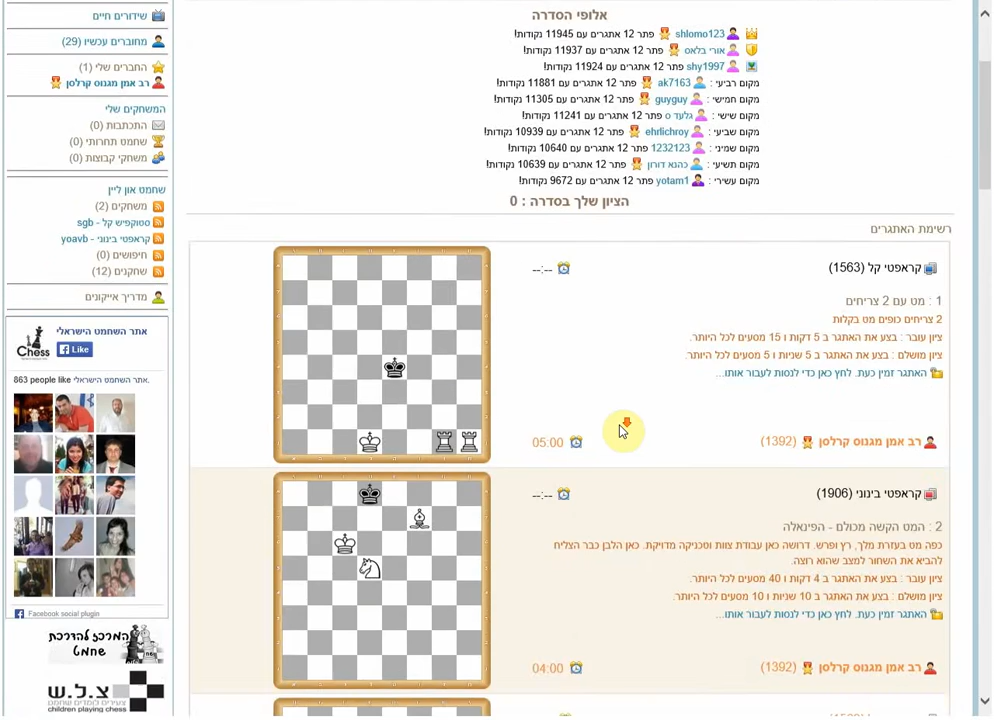 שידורים חיים
מחוברים עכשיו (29)
החברים שלי (1)
רב אמן מגנוס קרלסן
המשחקים שלי
התכתבות (0)
שחמט תחרותי (0)
משחקי קבוצות (0)
שחמט און ליין
משחקים (2)
סטוקפיש קל - sgb
קראפטי בינוני - yoavb
חיפושים (0)
שחקנים (12)
מדריך אייקונים
אתר השחמט הישראלי
Chess
Like
863 people like אתר השחמט הישראלי.
Facebook social plugin
המרכז להדרכת
שחמט
צ.ל.ש
children playing chess
אלופי הסדרה
shlomo123 פתר 12 אתגרים עם 11945 נקודות!
אורי בלאס פתר 12 אתגרים עם 11937 נקודות!
shy1997 פתר 12 אתגרים עם 11924 נקודות!
מקום רביעי : ak7163 פתר 12 אתגרים עם 11881 נקודות!
מקום חמישי : guyguy פתר 12 אתגרים עם 11305 נקודות!
מקום שישי : גלעד ס פתר 12 אתגרים עם 11241 נקודות!
מקום שביעי : ehrlichroy פתר 12 אתגרים עם 10939 נקודות!
מקום שמיני : 1232123 פתר 12 אתגרים עם 10640 נקודות!
מקום תשיעי : כהנא דורון פתר 12 אתגרים עם 10639 נקודות!
מקום עשירי : yotam1 פתר 12 אתגרים עם 9672 נקודות!
הציון שלך בסדרה : 0
רשימת האתגרים
קראפטי קל (1563)
--:--
1 : מט עם 2 צריחים
2 צריחים כופים מט בקלות
ציון עובר : בצע את האתגר ב 5 דקות ו 15 מסעים לכל היותר.
ציון מושלם : בצע את האתגר ב 5 שניות ו 5 מסעים לכל היותר.
האתגר זמין כעת. לחץ כאן כדי לנסות לעבור אותו...
רב אמן מגנוס קרלסן (1392)
05:00
קראפטי בינוני (1906)
--:--
2 : המט הקשה מכולם - הפינאלה
כפה מט בעזרת מלך, רץ ופרש. דרושה כאן עבודת צוות וטכניקה מדויקת. כאן הלבן כבר הצליח
להביא את השחור למצב שהוא רוצה.
ציון עובר : בצע את האתגר ב 4 דקות ו 40 מסעים לכל היותר.
ציון מושלם : בצע את האתגר ב 10 שניות ו 10 מסעים לכל היותר.
האתגר זמין כעת. לחץ כאן כדי לנסות לעבור אותו...
רב אמן מגנוס קרלסן (1392)
04:00